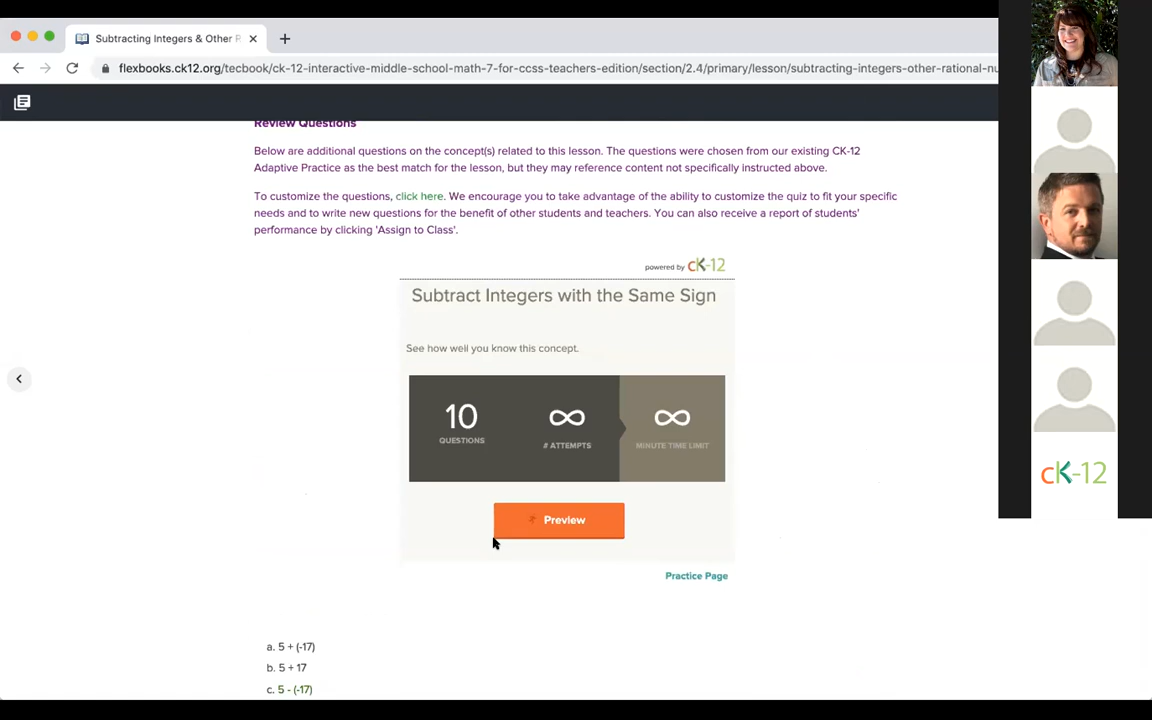 Subtracting Integers & Other R
flexbooks.ck12.org/tecbook/ck-12-interactive-middle-school-math-7-for-ccss-teachers-edition/section/2.4/primary/lesson/subtracting-integers-other-rational-nu
Review Questions
Below are additional questions on the concept(s) related to this lesson. The questions were chosen from our existing CK-12
Adaptive Practice as the best match for the lesson, but they may reference content not specifically instructed above.
To customize the questions, click here. We encourage you to take advantage of the ability to customize the quiz to fit your specific
needs and to write new questions for the benefit of other students and teachers. You can also receive a report of students'
performance by clicking 'Assign to Class'.
powered by cK-12
Subtract Integers with the Same Sign
See how well you know this concept.
10 ∞ ∞
QUESTIONS # ATTEMPTS MINUTE TIME LIMIT
Preview
Practice Page
a. 5 + (-17)
b. 5 + 17
c. 5 - (-17)
cK-12